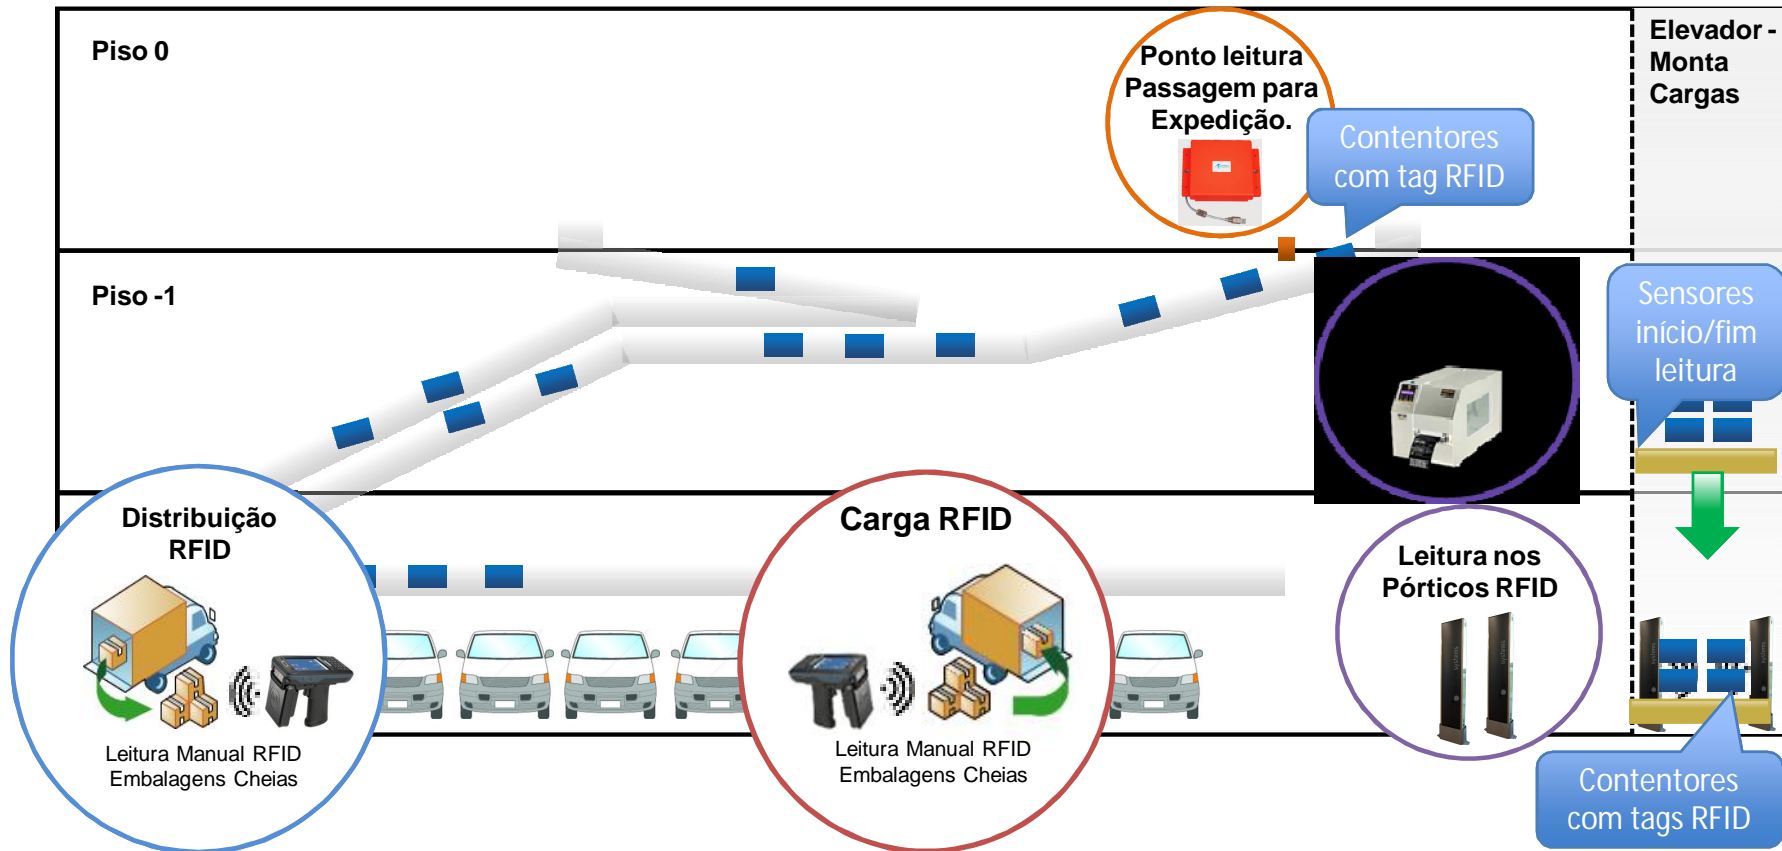 Piso 0
Ponto leitura
Passagem para
Expedição.
Contentores
com tag RFID
Elevador -
Monta
Cargas
Piso -1
Sensores
início/fim
leitura
Distribuição
RFID
Leitura Manual RFID
Embalagens Cheias
Carga RFID
Leitura Manual RFID
Embalagens Cheias
Leitura nos
Pórticos RFID
Contentores
com tags RFID